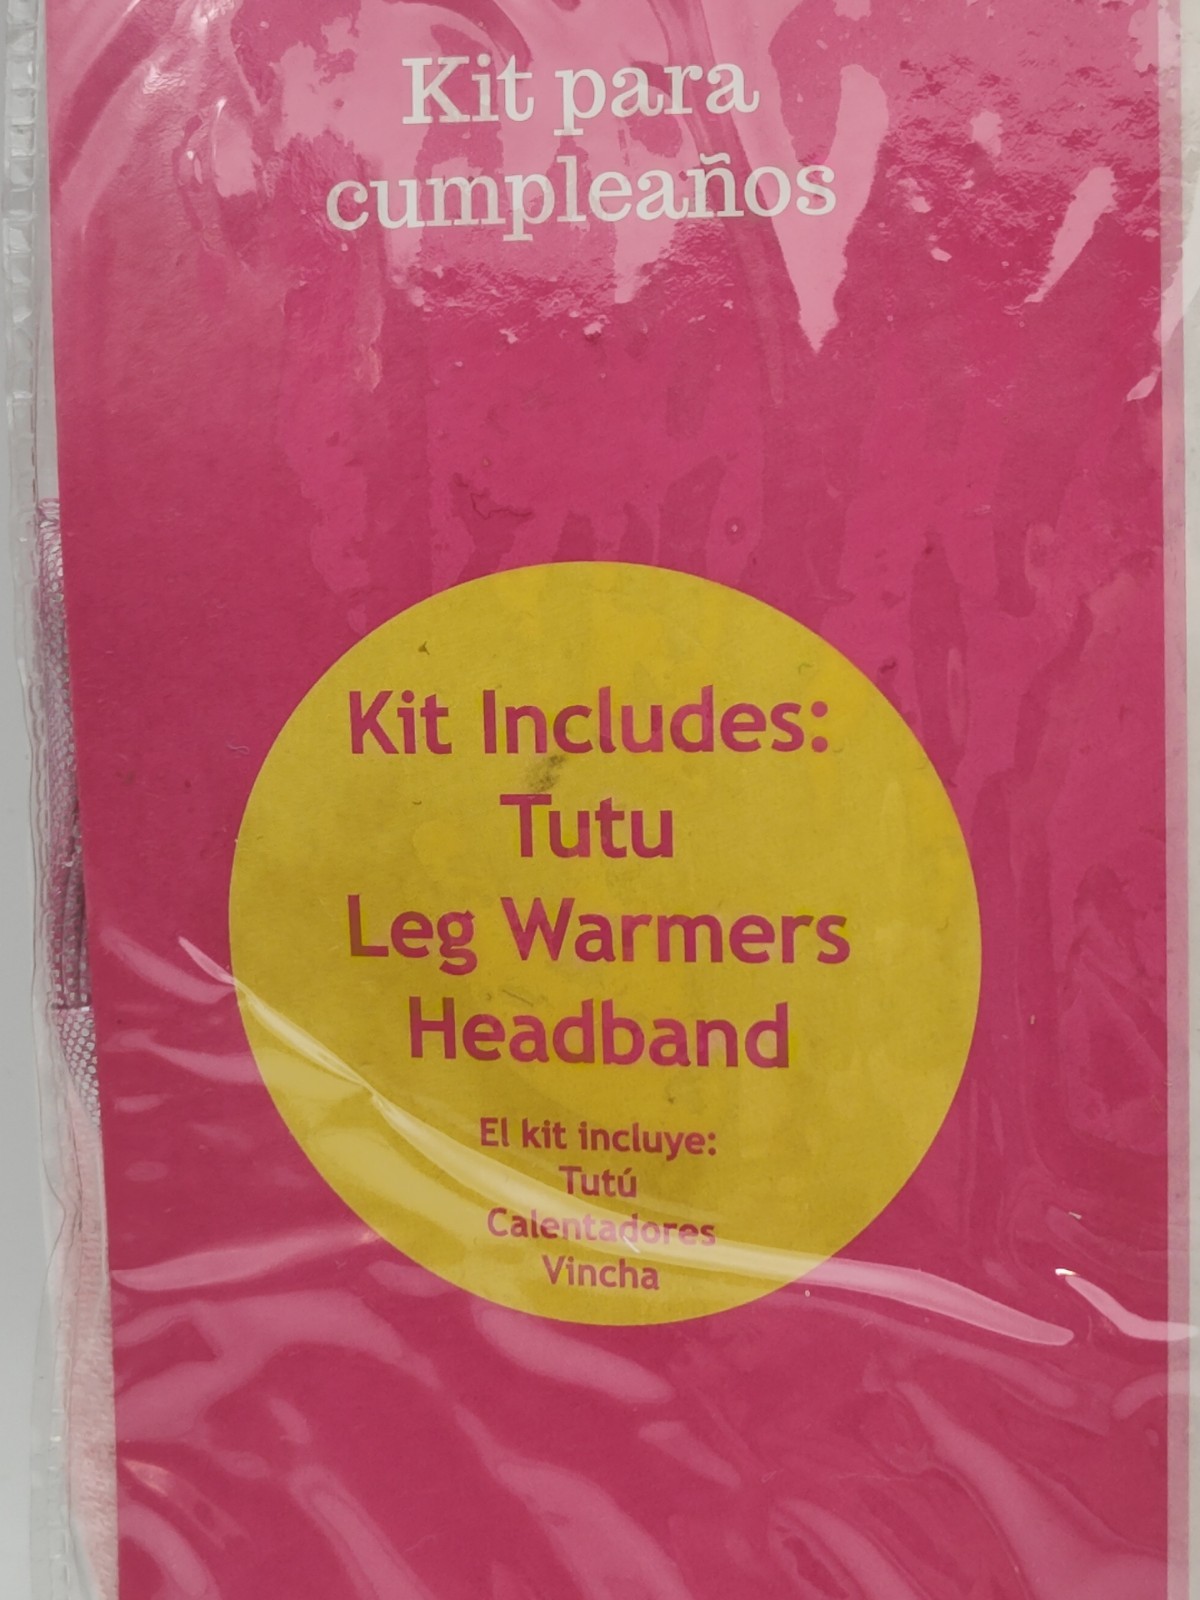 Kit para
cumpleaños
Kit Includes:
Tutu
Leg Warmers
Headband
El kit incluye:
Tutú
Calentadores
Vincha